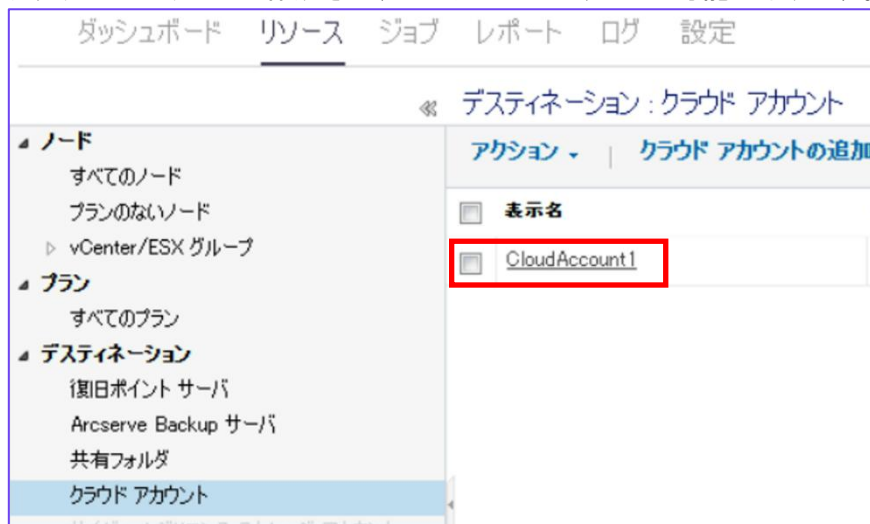 ダッシュボード リソース ジョブ レポート ログ 設定
デスティネーション : クラウド アカウント
アクション クラウド アカウントの追加
表示名
CloudAccount1
ノード
すべてのノード
プランのないノード
vCenter/ESX グループ
プラン
すべてのプラン
デスティネーション
復旧ポイント サーバ
Arcserve Backup サーバ
共有フォルダ
クラウド アカウント